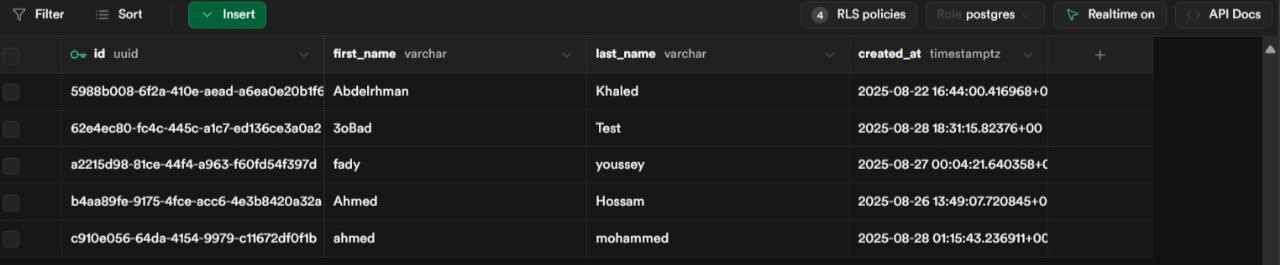 Filter Sort Insert 4 RLS policies Role postgres Realtime on API Docs
id uuid first_name varchar last_name varchar created_at timestamptz
5988b008-6f2a-410e-aead-a6ea0e20b1f6 Abdelrhman Khaled 2025-08-22 16:44:00.416968+0
62e4ec80-fc4c-445c-a1c7-ed136ce3a0a2 3oBad Test 2025-08-28 18:31:15.82376+00
a2215d98-81ce-44f4-a963-f60fd54f397d fady youssey 2025-08-27 00:04:21.640358+0
b4aa89fe-9175-4fce-acc6-4e3b8420a32a Ahmed Hossam 2025-08-26 13:49:07.720845+0
c910e056-64da-4154-9979-c11672df0f1b ahmed mohammed 2025-08-28 01:15:43.236911+00